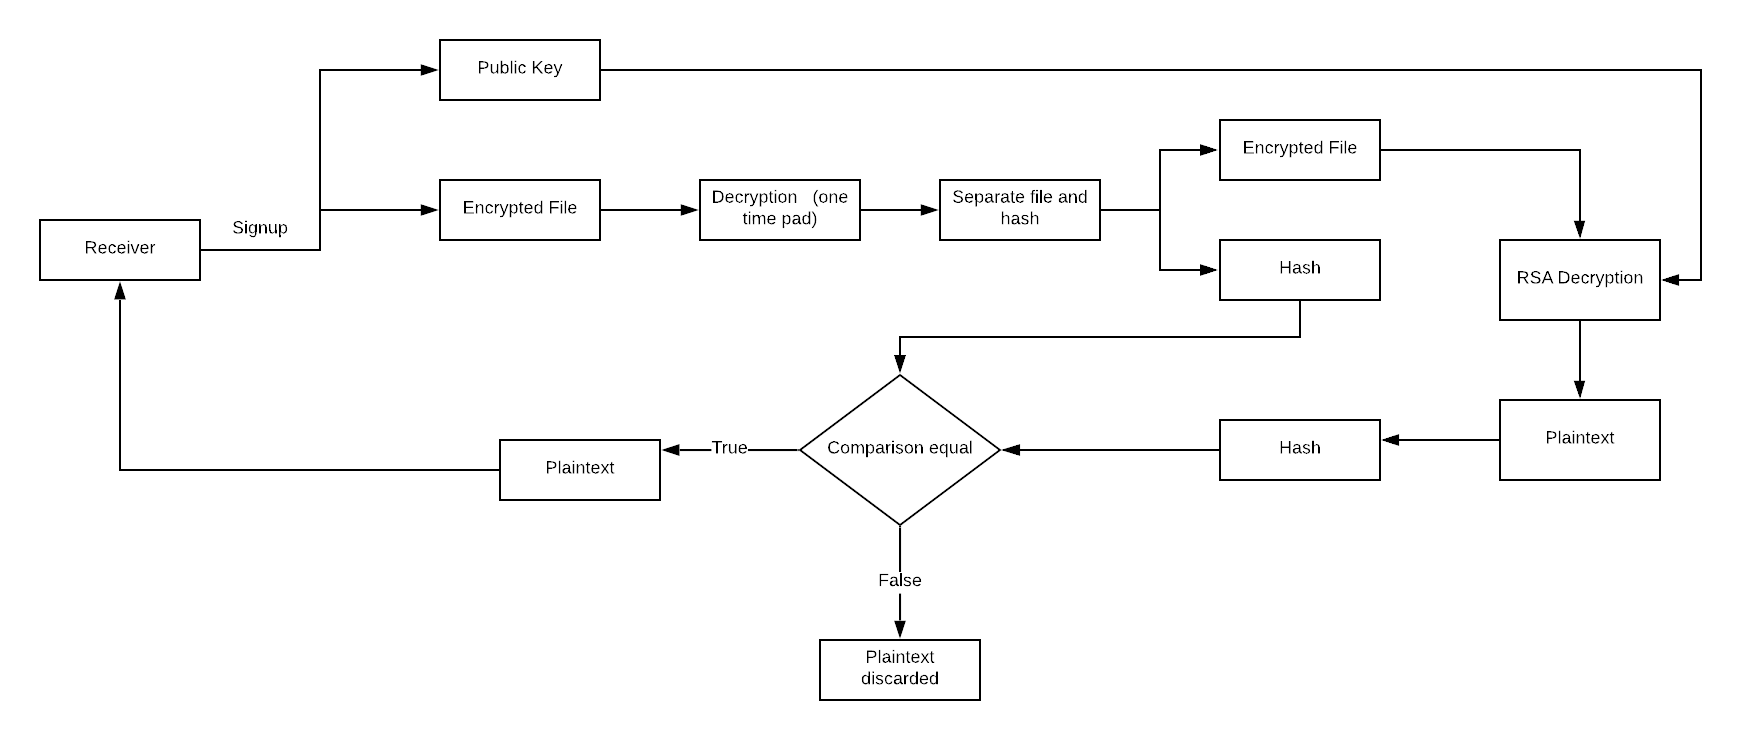 Public Key
Encrypted File
Encrypted File
Decryption (one
time pad)
Separate file and
hash
Signup
Receiver
Hash
RSA Decryption
Plaintext
Hash
Comparison equal
True
Plaintext
False
Plaintext
discarded